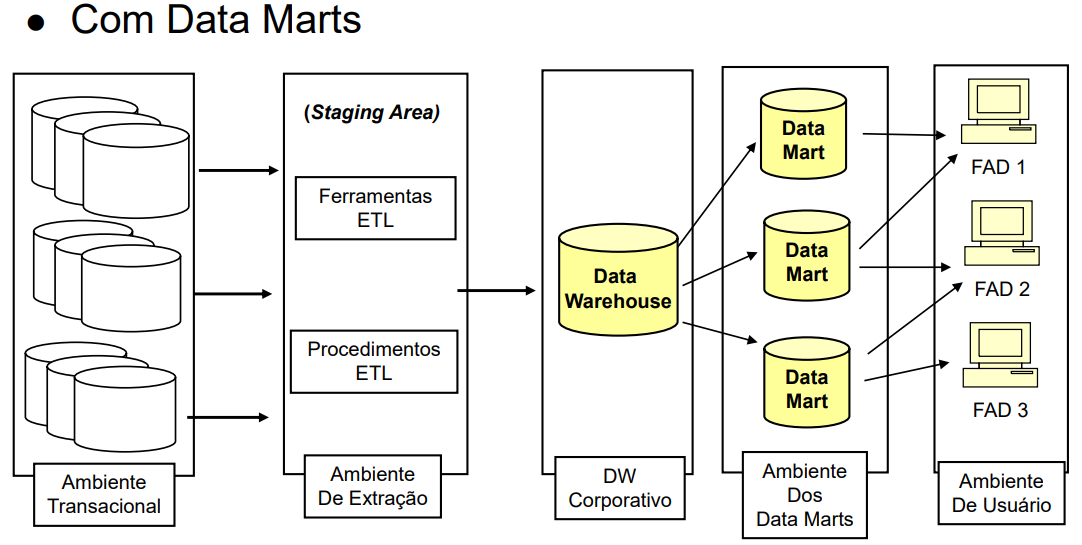 ● Com Data Marts
(Staging Area)
Ferramentas
ETL
Procedimentos
ETL
Data
Warehouse
Data
Mart
Data
Mart
Data
Mart
FAD 1
FAD 2
FAD 3
Ambiente
Transacional
Ambiente
De Extração
DW
Corporativo
Ambiente
Dos
Data Marts
Ambiente
De Usuário